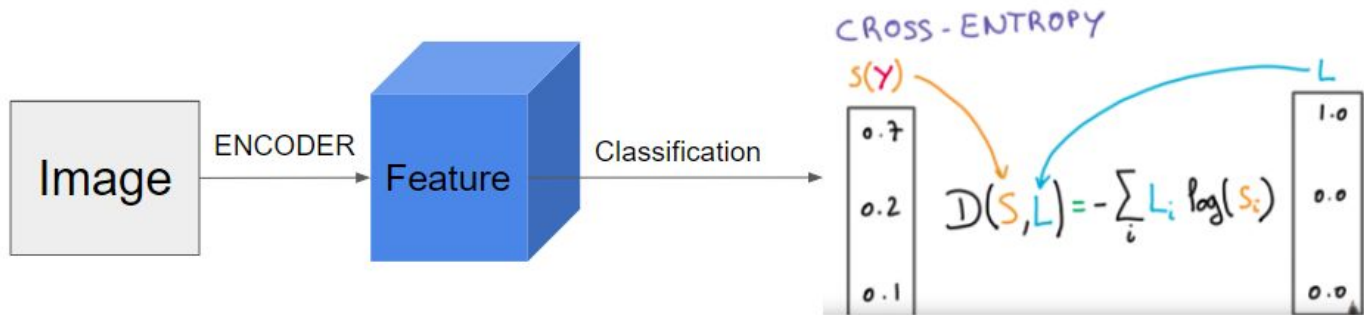 Image
ENCODER
Feature
Classification
CROSS-ENTROPY
S(Y)
0.7
0.2
0.1
D(S,L)=-∑i Li log(Si)
L
1.0
0.0
0.0